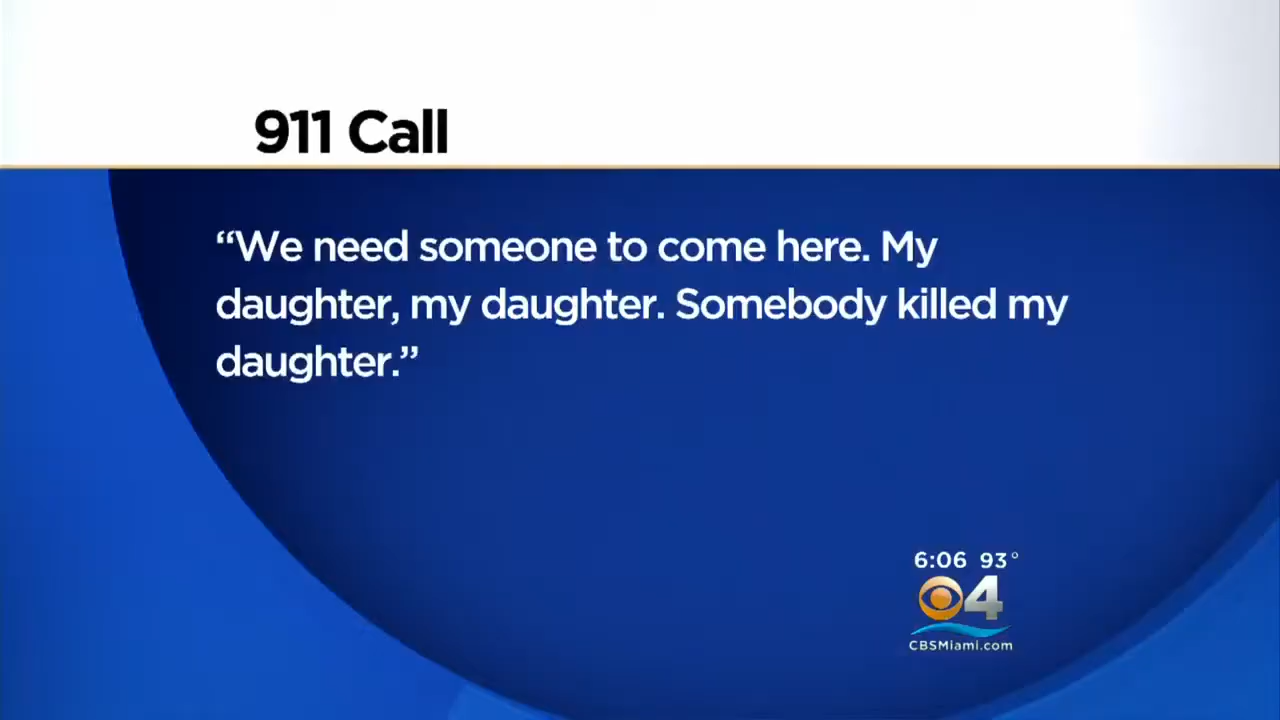 911 Call
“We need someone to come here. My
daughter, my daughter. Somebody killed my
daughter.”
6:06 93°
4
CBSMiami.com